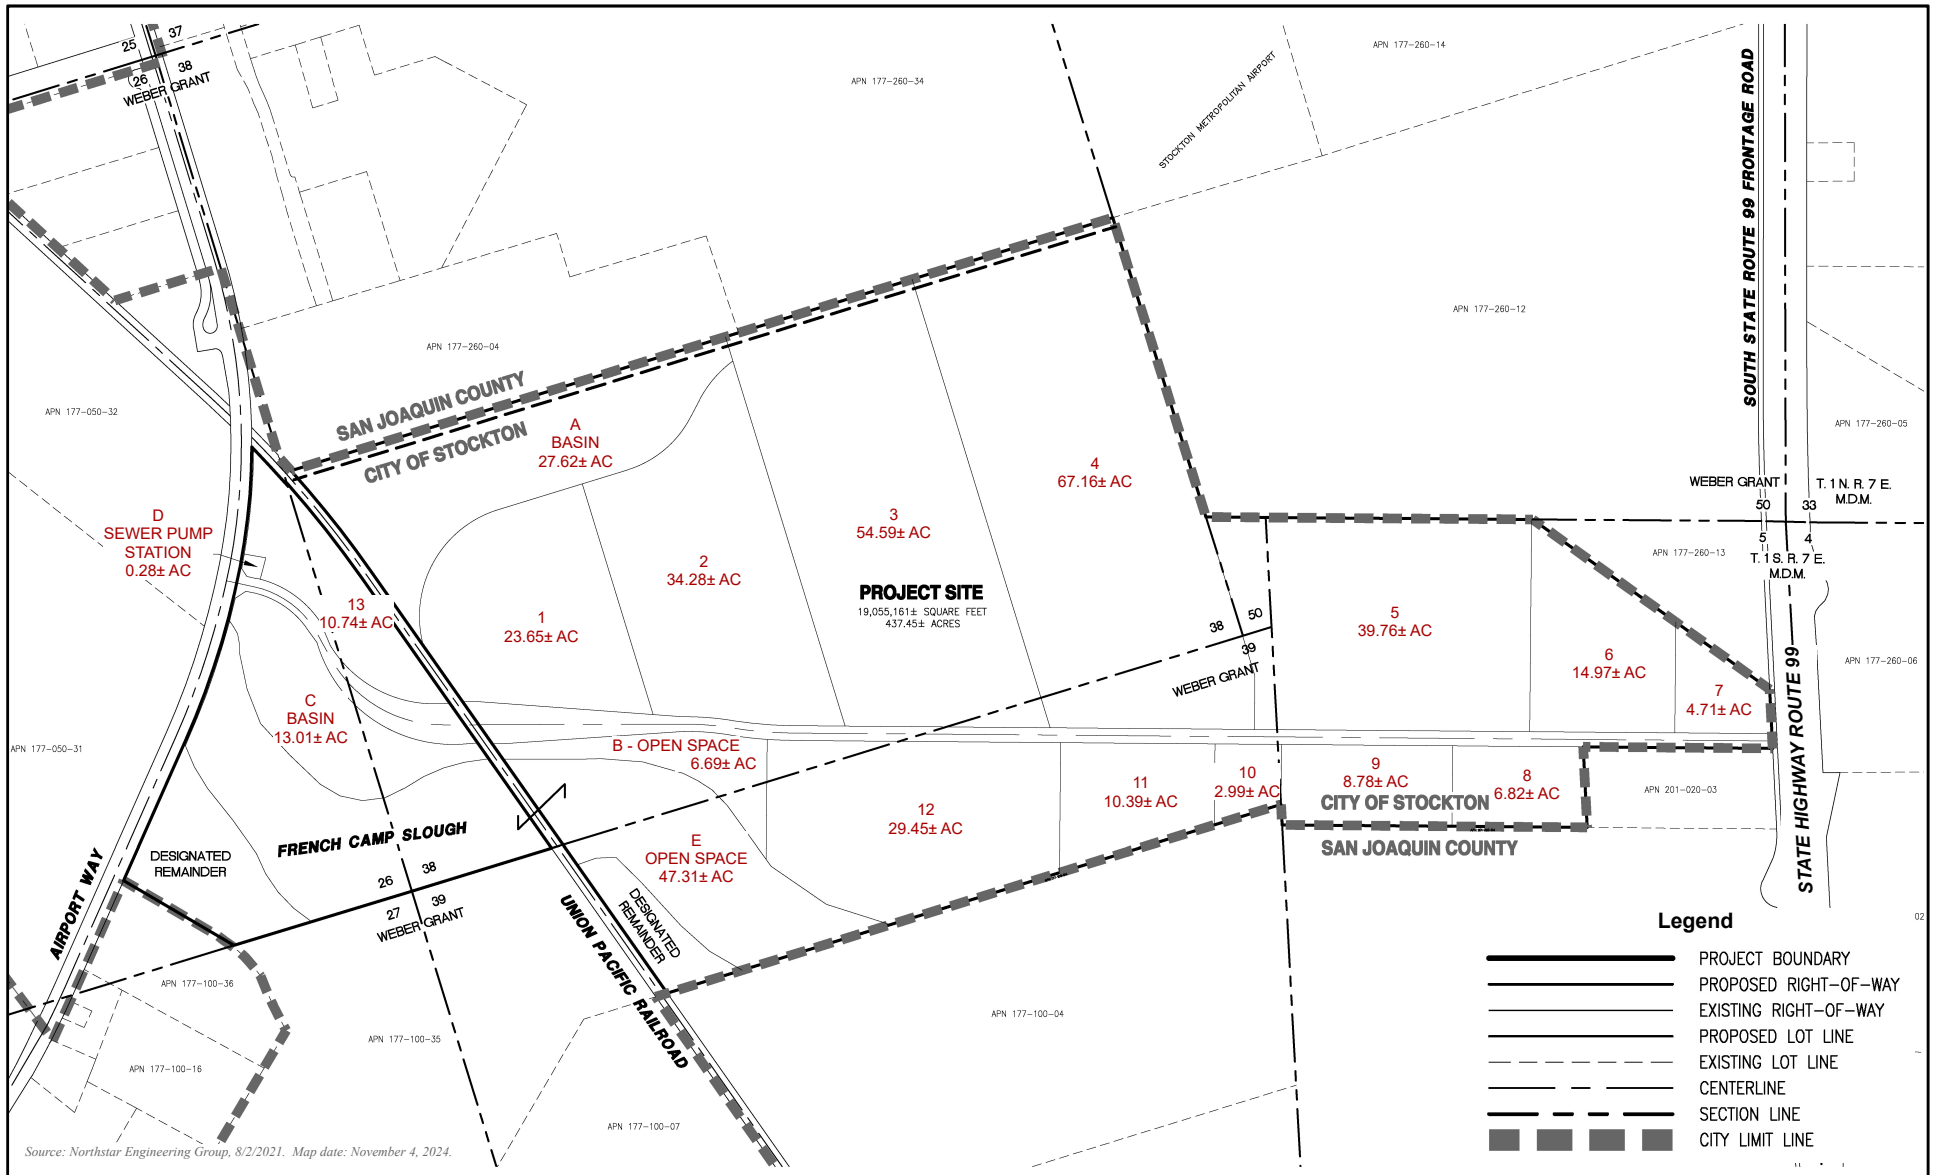 25
37
26
38
WEBER GRANT
APN 177-260-34
APN 177-260-14
STOCKTON METROPOLITAN AIRPORT
SOUTH STATE ROUTE 99 FRONTAGE ROAD
APN 177-260-12
APN 177-260-04
APN 177-050-32
APN 177-260-05
SAN JOAQUIN COUNTY
CITY OF STOCKTON
A
BASIN
27.62± AC
4
67.16± AC
WEBER GRANT
T. 1 N. R. 7 E.
M.D.M.
50
33
5
4
T. 1 S. R. 7 E.
M.D.M.
APN 177-260-13
D
SEWER PUMP
STATION
0.28± AC
3
54.59± AC
2
34.28± AC
PROJECT SITE
19,055,161± SQUARE FEET
437.45± ACRES
13
10.74± AC
1
23.65± AC
5
39.76± AC
38
50
39
WEBER GRANT
6
14.97± AC
APN 177-260-06
7
4.71± AC
C
BASIN
13.01± AC
APN 177-050-31
B - OPEN SPACE
6.69± AC
STATE HIGHWAY ROUTE 99
11
10.39± AC
10
2.99± AC
9
8.78± AC
8
6.82± AC
APN 201-020-03
CITY OF STOCKTON
SAN JOAQUIN COUNTY
12
29.45± AC
E
OPEN SPACE
47.31± AC
FRENCH CAMP SLOUGH
DESIGNATED
REMAINDER
AIRPORT WAY
26
38
27
39
WEBER GRANT
UNION PACIFIC RAILROAD
DESIGNATED
REMAINDER
02
APN 177-100-36
APN 177-100-35
APN 177-100-04
APN 177-100-16
APN 177-100-07
Legend
PROJECT BOUNDARY
PROPOSED RIGHT-OF-WAY
EXISTING RIGHT-OF-WAY
PROPOSED LOT LINE
EXISTING LOT LINE
CENTERLINE
SECTION LINE
CITY LIMIT LINE
Source: Northstar Engineering Group, 8/2/2021. Map date: November 4, 2024.